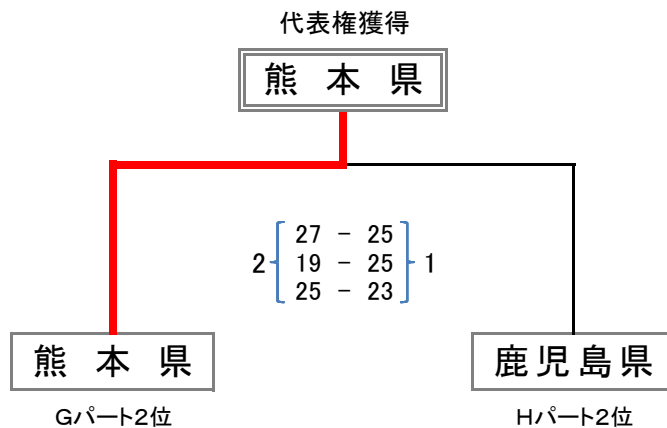 代表権獲得
熊本県
27 － 25
2 19 － 25 1
25 － 23
熊本県 鹿児島県
Gパート2位 Hパート2位